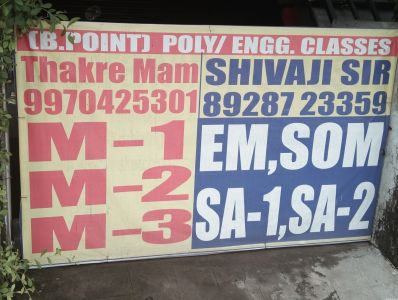 (B.POINT) POLY/ ENGG. CLASSES
Thakre Mam
9970425301
M-1
M-2
M-3
SHIVAJI SIR
89287 23359
EM,SOM
SA-1,SA-2